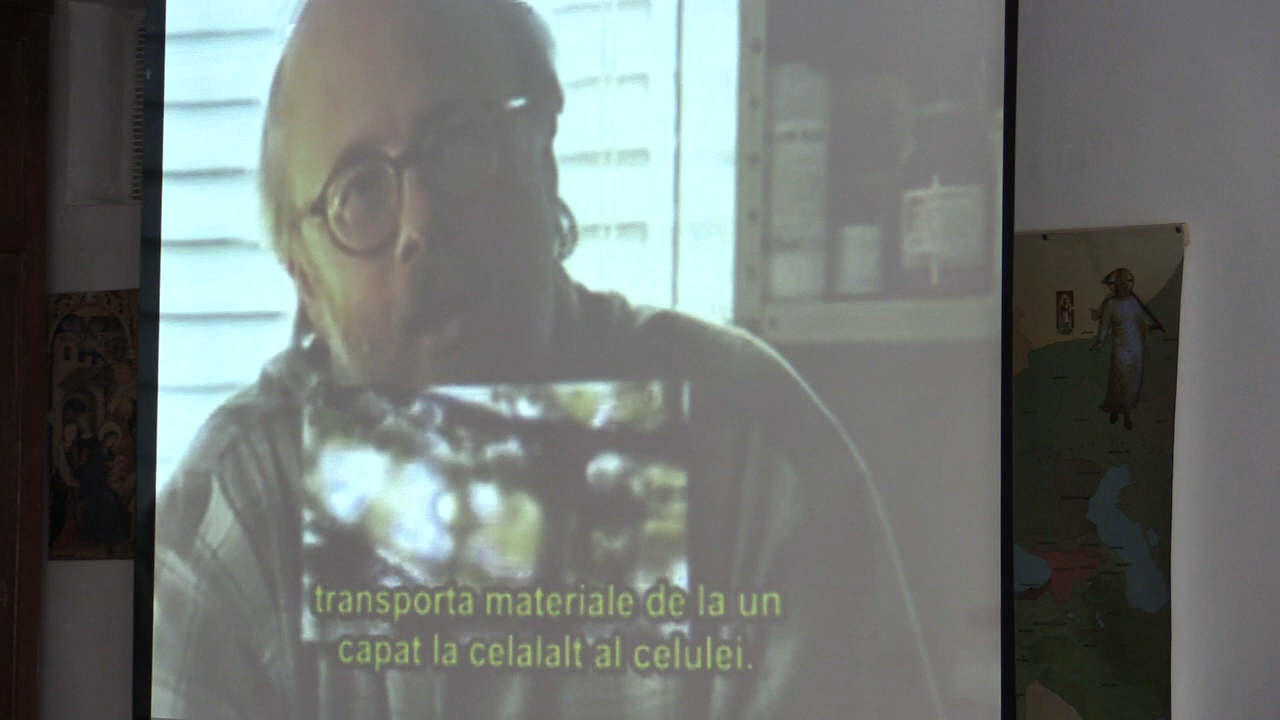 transporta materiale de la un
capat la celalalt al celulei.